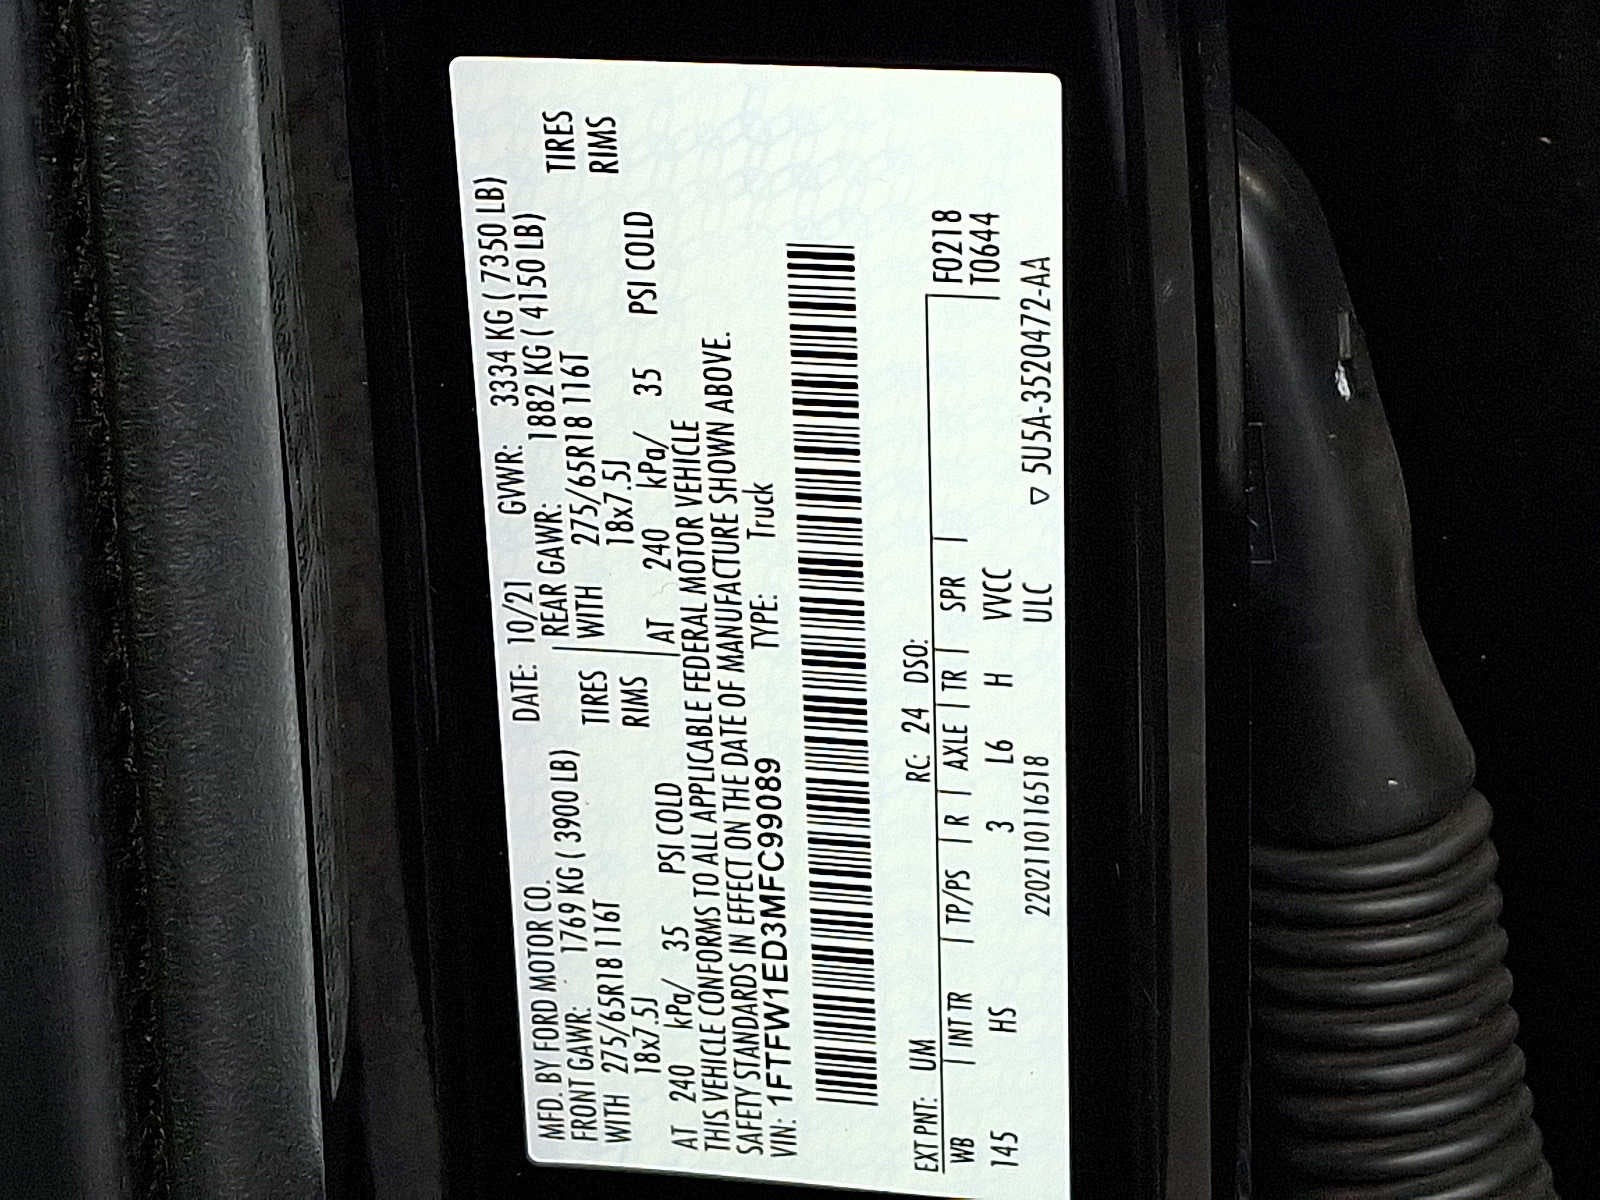 MFD. BY FORD MOTOR CO. DATE: 10/21 GVWR: 3334 KG ( 7350 LB)
FRONT GAWR: 1769 KG ( 3900 LB) REAR GAWR: 1882 KG ( 4150 LB)
WITH 275/65R18 116T TIRES WITH 275/65R18 116T TIRES
18x7.5J RIMS 18x7.5J RIMS
AT 240 kPa/ 35 PSI COLD AT 240 kPa/ 35 PSI COLD
THIS VEHICLE CONFORMS TO ALL APPLICABLE FEDERAL MOTOR VEHICLE
SAFETY STANDARDS IN EFFECT ON THE DATE OF MANUFACTURE SHOWN ABOVE.
VIN: 1FTFW1ED3MFC99089 TYPE: Truck
EXT PNT: UM RC: 24 DSO: F0218
WB INT TR TP/PS R AXLE TR SPR T0644
145 HS 3 L6 H VVCC
2202110116518 ULC ▽ 5U5A-3520472-AA